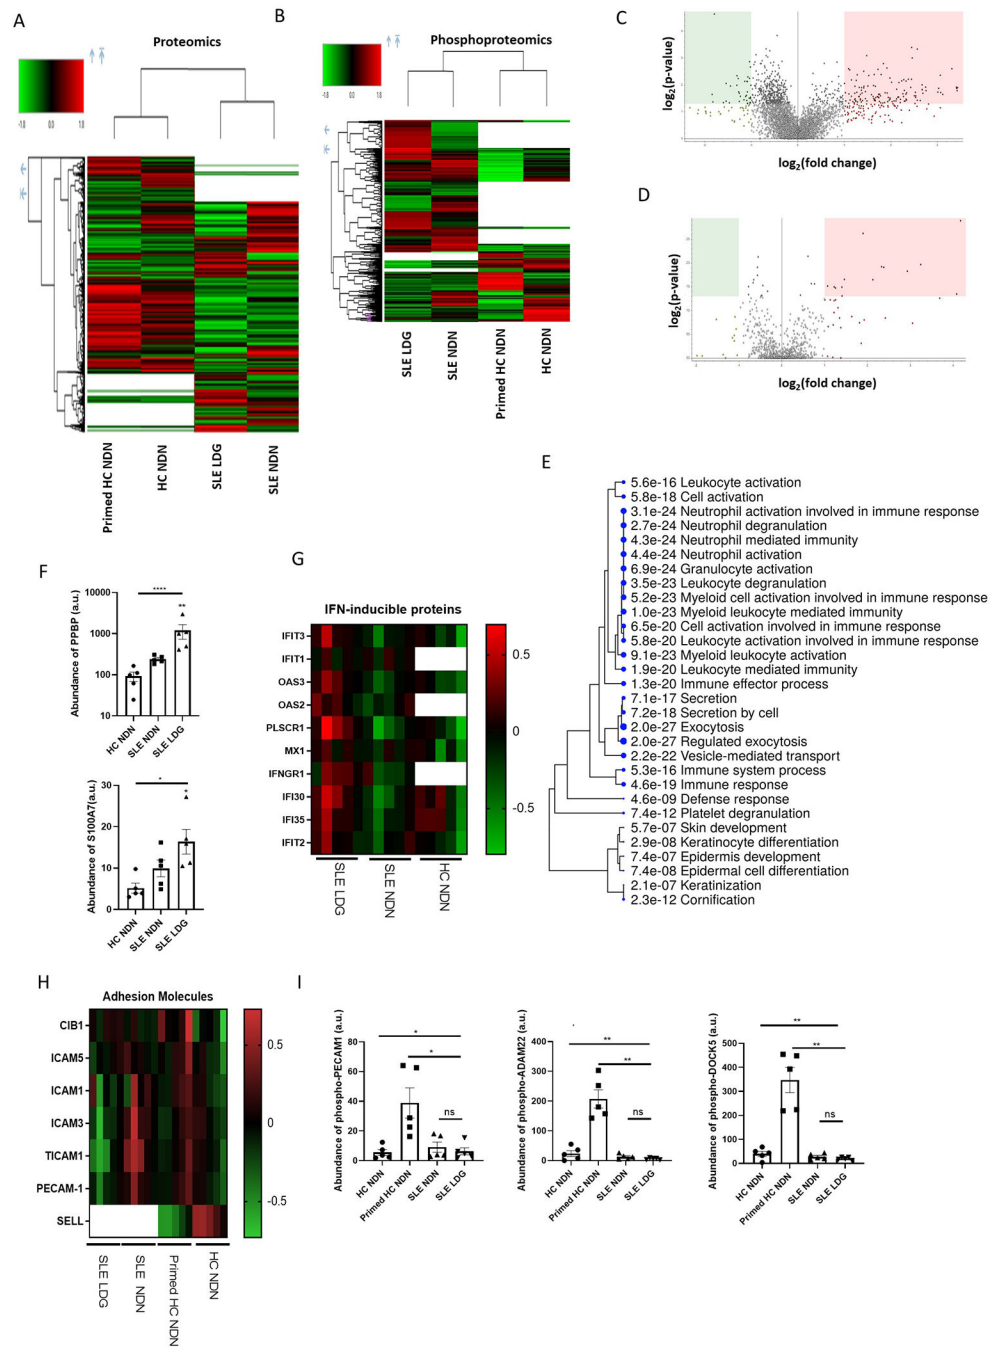 A
Proteomics
-1.0
0
1.0
Primed HC NDN
HC NDN
SLE LDG
SLE NDN
B
Phosphoproteomics
0
1.8
SLE LDG
SLE NDN
Primed HC NDN
HC NDN
C
log2(p-value)
log2(fold change)
D
log2(p-value)
log2(fold change)
E
5.6e-16 Leukocyte activation
5.8e-18 Cell activation
3.1e-24 Neutrophil activation involved in immune response
2.7e-24 Neutrophil degranulation
4.3e-24 Neutrophil mediated immunity
4.4e-24 Neutrophil activation
6.9e-24 Granulocyte activation
3.5e-23 Leukocyte degranulation
5.2e-23 Myeloid cell activation involved in immune response
1.0e-23 Myeloid leukocyte mediated immunity
6.5e-20 Cell activation involved in immune response
5.8e-20 Leukocyte activation involved in immune response
9.1e-23 Myeloid leukocyte activation
1.9e-20 Leukocyte mediated immunity
1.3e-20 Immune effector process
7.1e-17 Secretion
7.2e-18 Secretion by cell
2.0e-27 Exocytosis
2.0e-27 Regulated exocytosis
2.2e-22 Vesicle-mediated transport
5.3e-16 Immune system process
4.6e-19 Immune response
4.6e-09 Defense response
7.4e-12 Platelet degranulation
5.7e-07 Skin development
2.9e-08 Keratinocyte differentiation
7.4e-07 Epidermis development
7.4e-08 Epidermal cell differentiation
2.1e-07 Keratinization
2.3e-12 Cornification
F
Abundance of PPBP (a.u.)
10000
1000
100
10
****
**
HC NDN
SLE NDN
SLE LDG
Abundance of S100A7(a.u.)
30
20
10
0
*
*
HC NDN
SLE NDN
SLE LDG
G
IFN-inducible proteins
IFIT3
IFIT1
OAS3
OAS2
PLSCR1
MX1
IFNGR1
IFI30
IFI35
IFIT2
0.5
0
-0.5
SLE LDG
SLE NDN
HC NDN
H
Adhesion Molecules
CIB1
ICAM5
ICAM1
ICAM3
TICAM1
PECAM-1
SELL
0.5
0
-0.5
SLE LDG
SLE NDN
Primed HC NDN
HC NDN
I
Abundance of phospho-PECAM1 (a.u.)
80
60
40
20
0
*
*
ns
HC NDN
Primed HC NDN
SLE NDN
SLE LDG
Abundance of phospho-ADAM22 (a.u.)
400
300
200
100
0
**
**
ns
HC NDN
Primed HC NDN
SLE NDN
SLE LDG
Abundance of phospho-DOCK5 (a.u.)
500
400
300
200
100
0
**
**
ns
HC NDN
Primed HC NDN
SLE NDN
SLE LDG